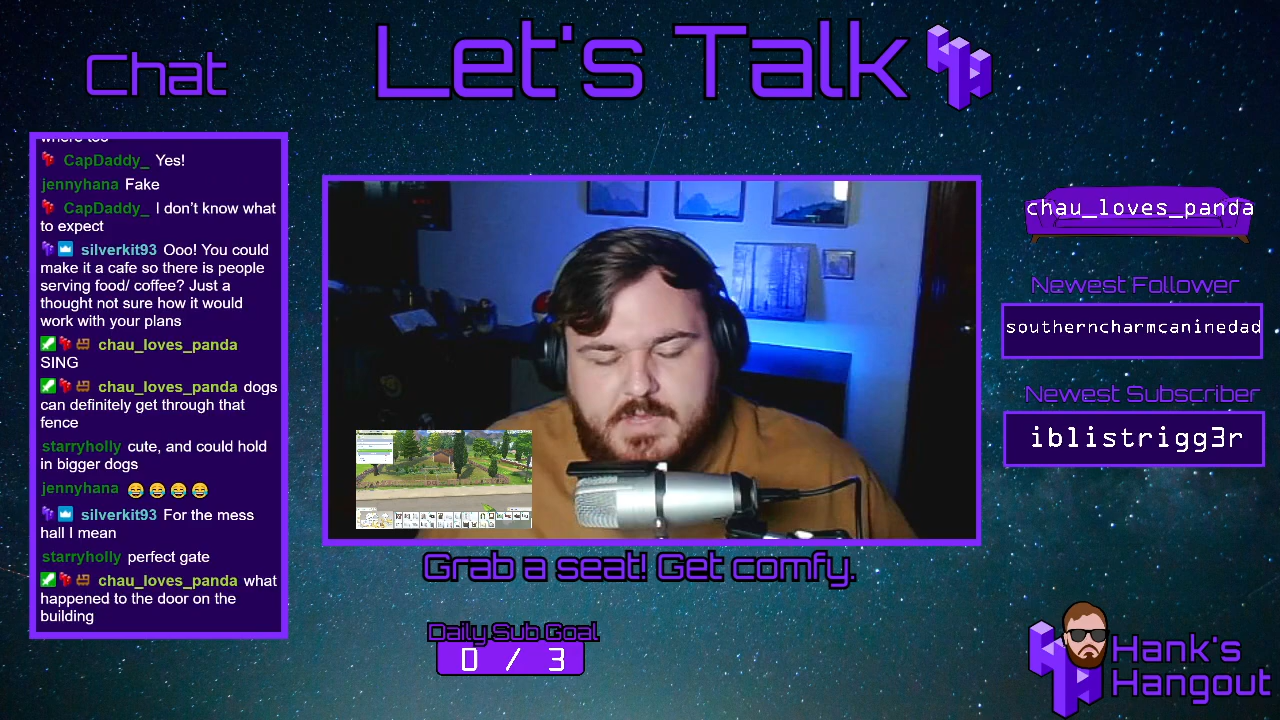 Let's Talk
Chat
CapDaddy_ Yes!
jennyhana Fake
CapDaddy_ I don't know what
to expect
silverkit93 Ooo! You could
make it a cafe so there is people
serving food/ coffee? Just a
thought not sure how it would
work with your plans
chau_loves_panda
SING
chau_loves_panda dogs
can definitely get through that
fence
starryholly cute, and could hold
in bigger dogs
jennyhana 😂 😂 😂 😂
silverkit93 For the mess
hall I mean
starryholly perfect gate
chau_loves_panda what
happened to the door on the
building
chau_loves_panda
Newest Follower
southerncharmcaninedad
Newest Subscriber
iblistrigg3r
Grab a seat! Get comfy.
Daily Sub Goal
0 / 3
Hank's
Hangout